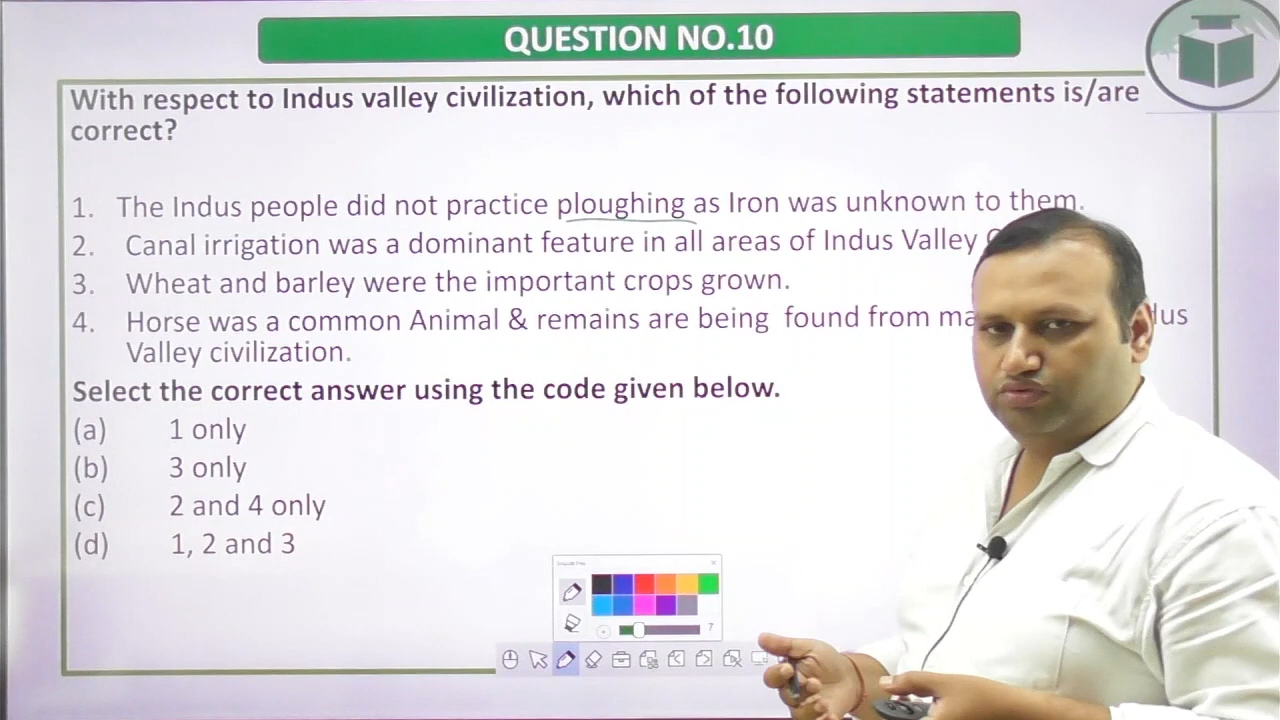 QUESTION NO.10
With respect to Indus valley civilization, which of the following statements is/are
correct?
1. The Indus people did not practice ploughing as Iron was unknown to them.
2. Canal irrigation was a dominant feature in all areas of Indus Valley
3. Wheat and barley were the important crops grown.
4. Horse was a common Animal & remains are being found from
Valley civilization.
Select the correct answer using the code given below.
(a) 1 only
(b) 3 only
(c) 2 and 4 only
(d) 1, 2 and 3
7